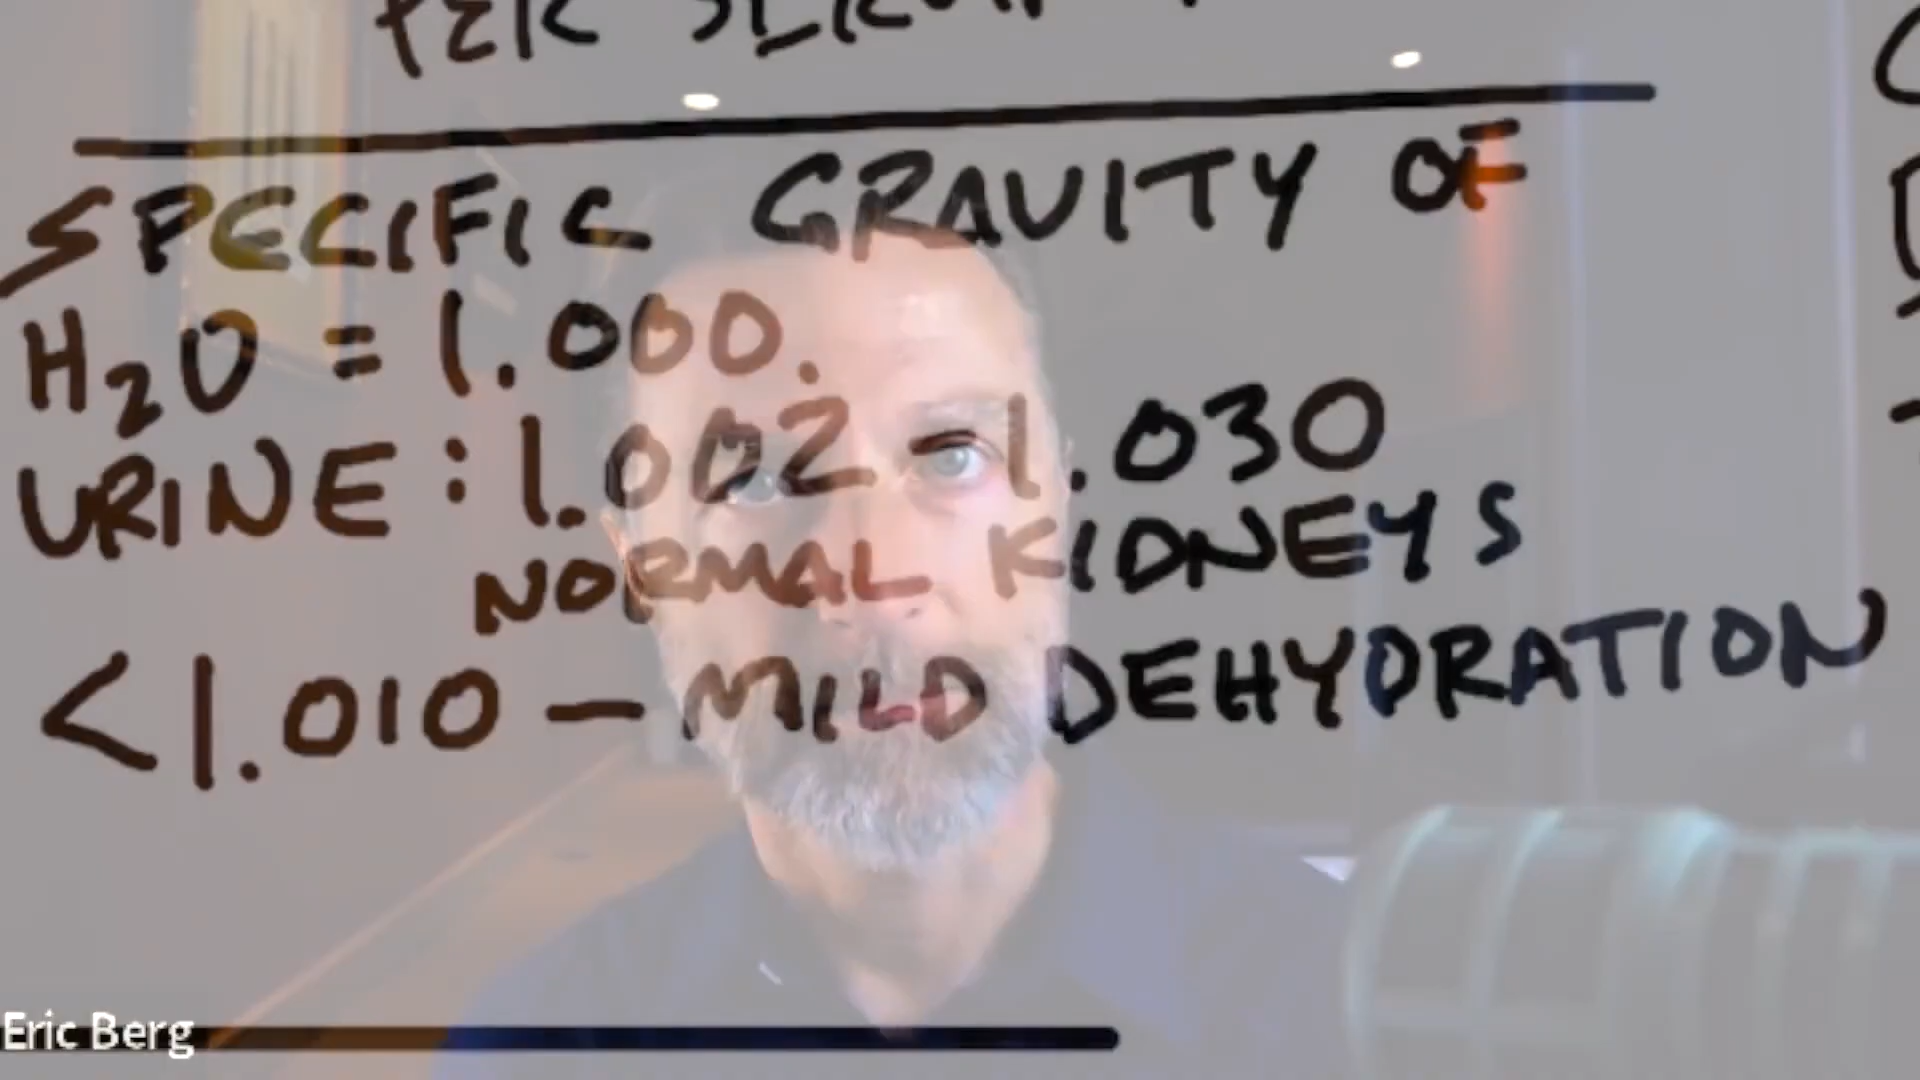 PER
SPECIFIC GRAVITY OF
H₂O = 1.000.
URINE : 1.002 - 1.030
NORMAL KIDNEYS
< 1.010 - MILD DEHYDRATION
Eric Berg